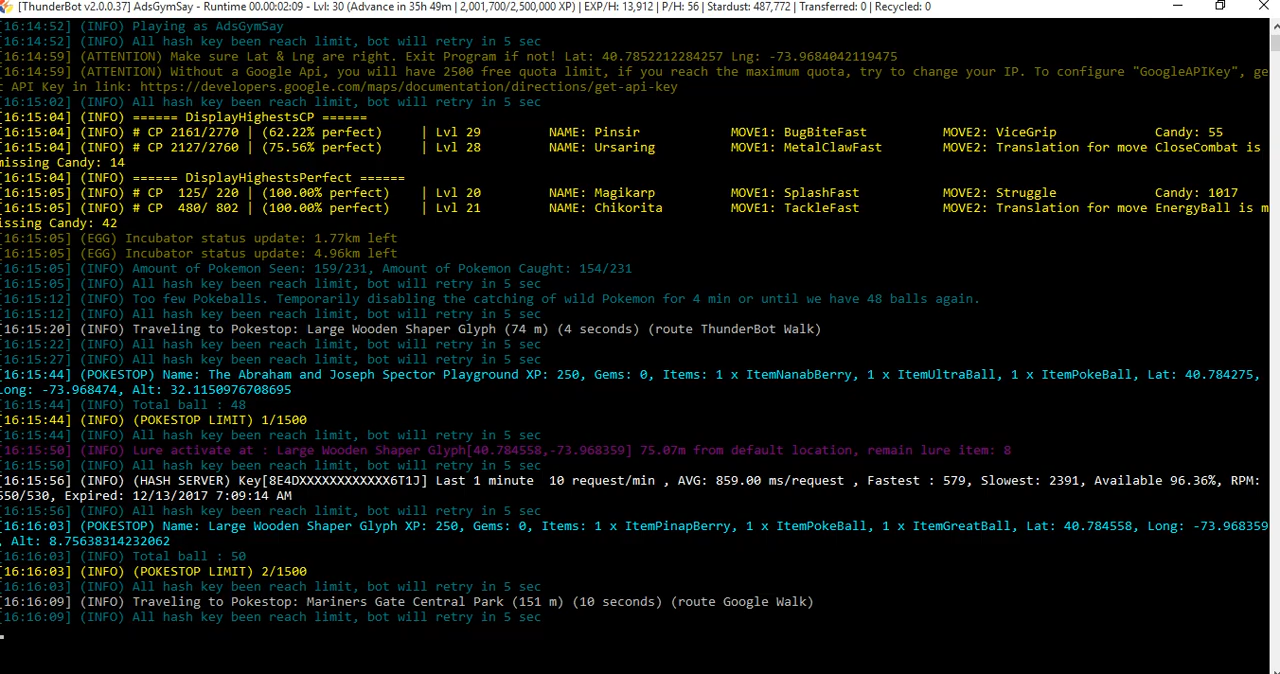 [ThunderBot v2.0.0.37] AdsGymSay - Runtime 00.00:02:09 - Lvl: 30 (Advance in 35h 49m | 2,001,700/2,500,000 XP) | EXP/H: 13,912 | P/H: 56 | Stardust: 487,772 | Transferred: 0 | Recycled: 0
[16:14:52] (INFO) Playing as AdsGymSay
[16:14:52] (INFO) All hash key been reach limit, bot will retry in 5 sec
[16:14:59] (ATTENTION) Make sure Lat & Lng are right. Exit Program if not! Lat: 40.7852212284257 Lng: -73.9684042119475
[16:14:59] (ATTENTION) Without a Google Api, you will have 2500 free quota limit, if you reach the maximum quota, try to change your IP. To configure "GoogleAPIKey", ge
t API Key in link: https://developers.google.com/maps/documentation/directions/get-api-key
[16:15:02] (INFO) All hash key been reach limit, bot will retry in 5 sec
[16:15:04] (INFO) ====== DisplayHighestsCP ======
[16:15:04] (INFO) # CP 2161/2770 | (62.22% perfect) | Lvl 29 NAME: Pinsir MOVE1: BugBiteFast MOVE2: ViceGrip Candy: 55
[16:15:04] (INFO) # CP 2127/2760 | (75.56% perfect) | Lvl 28 NAME: Ursaring MOVE1: MetalClawFast MOVE2: Translation for move CloseCombat is
missing Candy: 14
[16:15:04] (INFO) ====== DisplayHighestsPerfect ======
[16:15:05] (INFO) # CP 125/ 220 | (100.00% perfect) | Lvl 20 NAME: Magikarp MOVE1: SplashFast MOVE2: Struggle Candy: 1017
[16:15:05] (INFO) # CP 480/ 802 | (100.00% perfect) | Lvl 21 NAME: Chikorita MOVE1: TackleFast MOVE2: Translation for move EnergyBall is m
issing Candy: 42
[16:15:05] (EGG) Incubator status update: 1.77km left
[16:15:05] (EGG) Incubator status update: 4.96km left
[16:15:05] (INFO) Amount of Pokemon Seen: 159/231, Amount of Pokemon Caught: 154/231
[16:15:05] (INFO) All hash key been reach limit, bot will retry in 5 sec
[16:15:12] (INFO) Too few Pokeballs. Temporarily disabling the catching of wild Pokemon for 4 min or until we have 48 balls again.
[16:15:12] (INFO) All hash key been reach limit, bot will retry in 5 sec
[16:15:20] (INFO) Traveling to Pokestop: Large Wooden Shaper Glyph (74 m) (4 seconds) (route ThunderBot Walk)
[16:15:22] (INFO) All hash key been reach limit, bot will retry in 5 sec
[16:15:27] (INFO) All hash key been reach limit, bot will retry in 5 sec
[16:15:44] (POKESTOP) Name: The Abraham and Joseph Spector Playground XP: 250, Gems: 0, Items: 1 x ItemNanabBerry, 1 x ItemUltraBall, 1 x ItemPokeBall, Lat: 40.784275,
Long: -73.968474, Alt: 32.1150976708695
[16:15:44] (INFO) Total ball : 48
[16:15:44] (INFO) (POKESTOP LIMIT) 1/1500
[16:15:44] (INFO) All hash key been reach limit, bot will retry in 5 sec
[16:15:50] (INFO) Lure activate at : Large Wooden Shaper Glyph[40.784558,-73.968359] 75.07m from default location, remain lure item: 8
[16:15:50] (INFO) All hash key been reach limit, bot will retry in 5 sec
[16:15:56] (INFO) (HASH SERVER) Key[8E4DXXXXXXXXXXXX6T1J] Last 1 minute 10 request/min , AVG: 859.00 ms/request , Fastest : 579, Slowest: 2391, Available 96.36%, RPM:
550/530, Expired: 12/13/2017 7:09:14 AM
[16:15:56] (INFO) All hash key been reach limit, bot will retry in 5 sec
[16:16:03] (POKESTOP) Name: Large Wooden Shaper Glyph XP: 250, Gems: 0, Items: 1 x ItemPinapBerry, 1 x ItemPokeBall, 1 x ItemGreatBall, Lat: 40.784558, Long: -73.968359
, Alt: 8.75638314232062
[16:16:03] (INFO) Total ball : 50
[16:16:03] (INFO) (POKESTOP LIMIT) 2/1500
[16:16:03] (INFO) All hash key been reach limit, bot will retry in 5 sec
[16:16:09] (INFO) Traveling to Pokestop: Mariners Gate Central Park (151 m) (10 seconds) (route Google Walk)
[16:16:09] (INFO) All hash key been reach limit, bot will retry in 5 sec